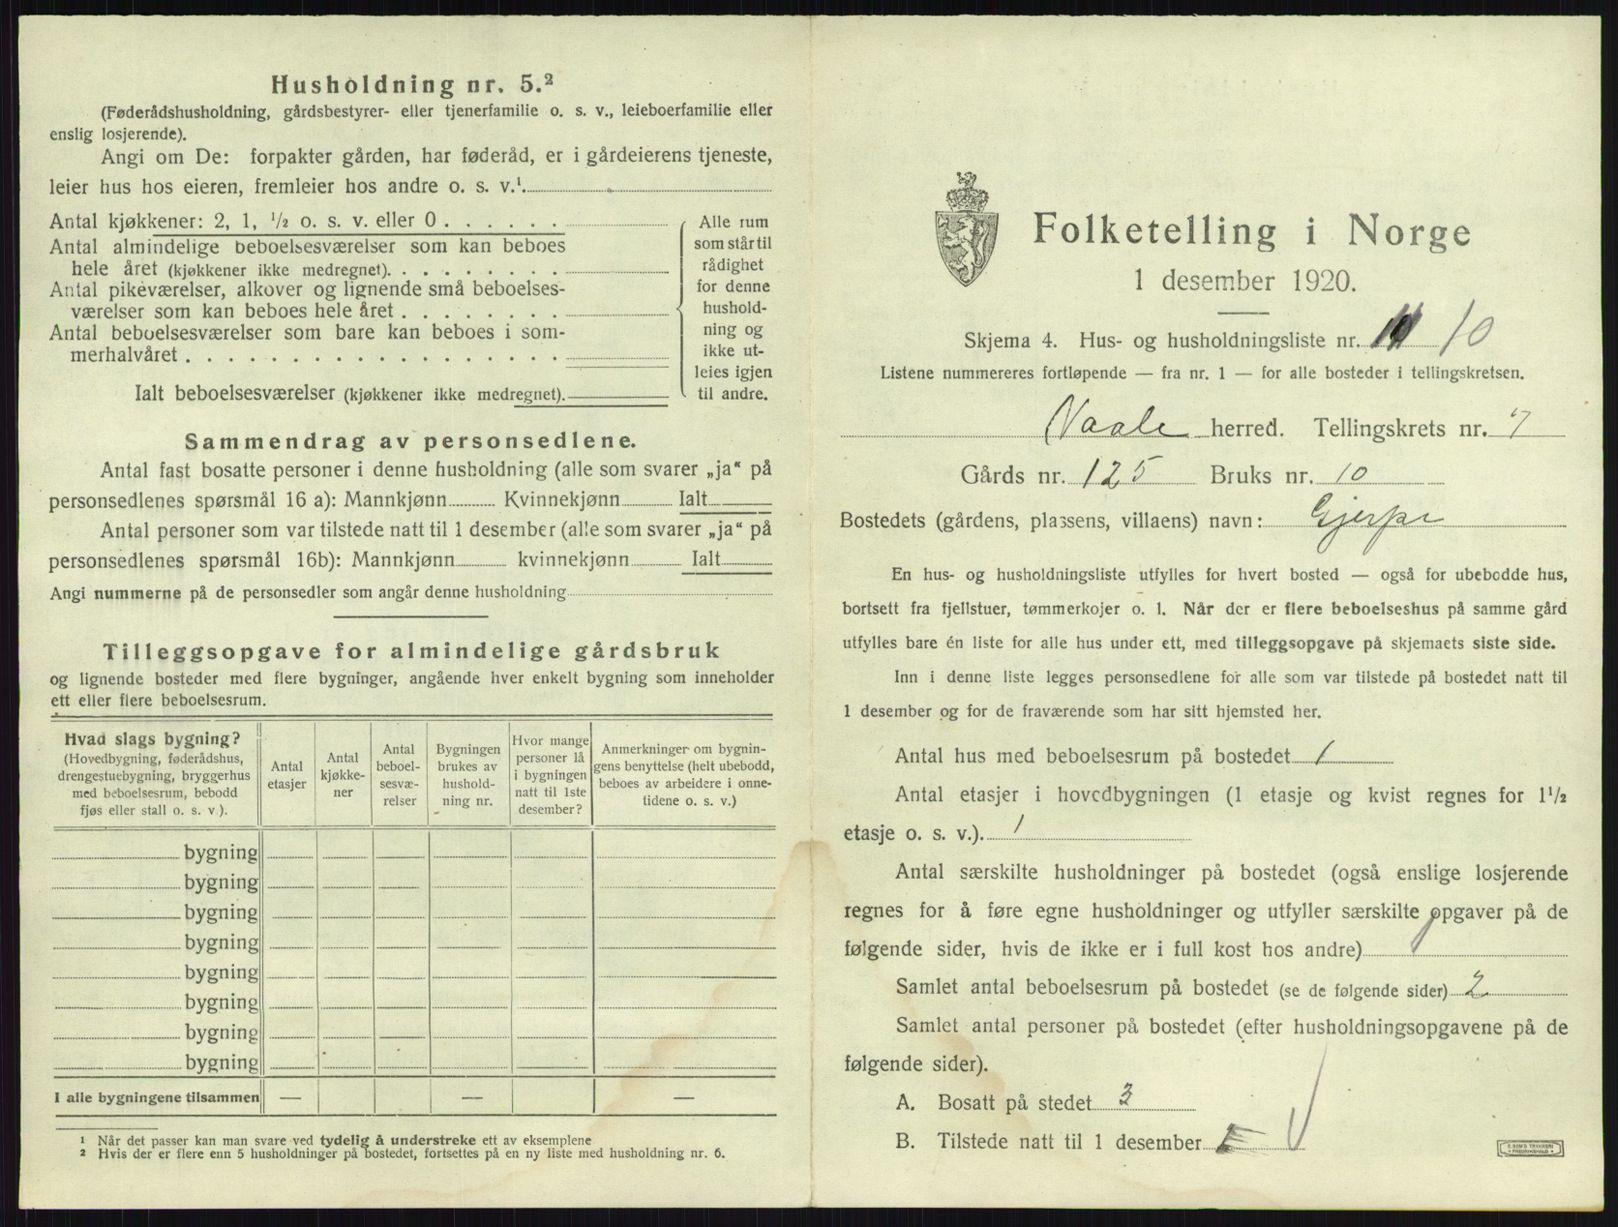 Husholdning nr. 5.²
(Føderådshusholdning, gårdsbestyrer- eller tjenerfamilie o. s. v., leieboerfamilie eller
enslig losjerende).
Angi om De: forpakter gården, har føderåd, er i gårdeierens tjeneste,
leier hus hos eieren, fremleier hos andre o. s. v.¹
Antal kjøkkener: 2, 1, ½ o. s. v. eller 0 . . . . . .
Antal almindelige beboelsesværelser som kan beboes
hele året (kjøkkener ikke medregnet). . . . . . . . .
Antal pikeværelser, alkover og lignende små beboelses-
værelser som kan beboes hele året . . . . . . . .
Antal beboelsesværelser som bare kan beboes i som-
merhalvåret . . . . . . . . . . . . . . . . . .
Ialt beboelsesværelser (kjøkkener ikke medregnet).
Alle rum
som står til
rådighet
for denne
hushold-
ning og
ikke ut-
leies igjen
til andre.
Sammendrag av personsedlene.
Antal fast bosatte personer i denne husholdning (alle som svarer „ja“ på
personsedlenes spørsmål 16 a): Mannkjønn Kvinnekjønn Ialt
Antal personer som var tilstede natt til 1 desember (alle som svarer „ja“ på
personsedlenes spørsmål 16b): Mannkjønn kvinnekjønn Ialt
Angi nummerne på de personsedler som angår denne husholdning
Tilleggsopgave for almindelige gårdsbruk
og lignende bosteder med flere bygninger, angående hver enkelt bygning som inneholder
ett eller flere beboelsesrum.
Hvad slags bygning?
(Hovedbygning, føderådshus,
drengestuebygning, bryggerhus
med beboelsesrum, bebodd
fjøs eller stall o. s. v.).
Antal
etasjer
Antal
kjøkke-
ner
Antal
beboel-
sesvæ-
relser
Bygningen
brukes av
hushold-
ning nr.
Hvor mange
personer lå
i bygningen
natt til 1ste
desember?
Anmerkninger om bygnin-
gens benyttelse (helt ubebodd,
beboes av arbeidere i onne-
tidene o. s. v.)
bygning
bygning
bygning
bygning
bygning
bygning
bygning
bygning
I alle bygningene tilsammen — — —
¹ Når det passer kan man svare ved tydelig å understreke ett av eksemplene
² Hvis der er flere enn 5 husholdninger på bostedet, fortsettes på en ny liste med husholdning nr. 6.
Folketelling i Norge
1 desember 1920.
Skjema 4. Hus- og husholdningsliste nr. 10
Listene nummereres fortløpende — fra nr. 1 — for alle bosteder i tellingskretsen.
Vaale herred. Tellingskrets nr. 7
Gårds nr. 125 Bruks nr. 10
Bostedets (gårdens, plassens, villaens) navn: Gjerpe
En hus- og husholdningsliste utfylles for hvert bosted — også for ubebodde hus,
bortsett fra fjellstuer, tømmerkojer o. l. Når der er flere beboelseshus på samme gård
utfylles bare én liste for alle hus under ett, med tilleggsopgave på skjemaets siste side.
Inn i denne liste legges personsedlene for alle som var tilstede på bostedet natt til
1 desember og for de fraværende som har sitt hjemsted her.
Antal hus med beboelsesrum på bostedet 1
Antal etasjer i hovedbygningen (1 etasje og kvist regnes for 1½
etasje o. s. v.). 1
Antal særskilte husholdninger på bostedet (også enslige losjerende
regnes for å føre egne husholdninger og utfyller særskilte opgaver på de
følgende sider, hvis de ikke er i full kost hos andre) 1
Samlet antal beboelsesrum på bostedet (se de følgende sider) 2
Samlet antal personer på bostedet (efter husholdningsopgavene på de
følgende sider).
A. Bosatt på stedet 3
B. Tilstede natt til 1 desember